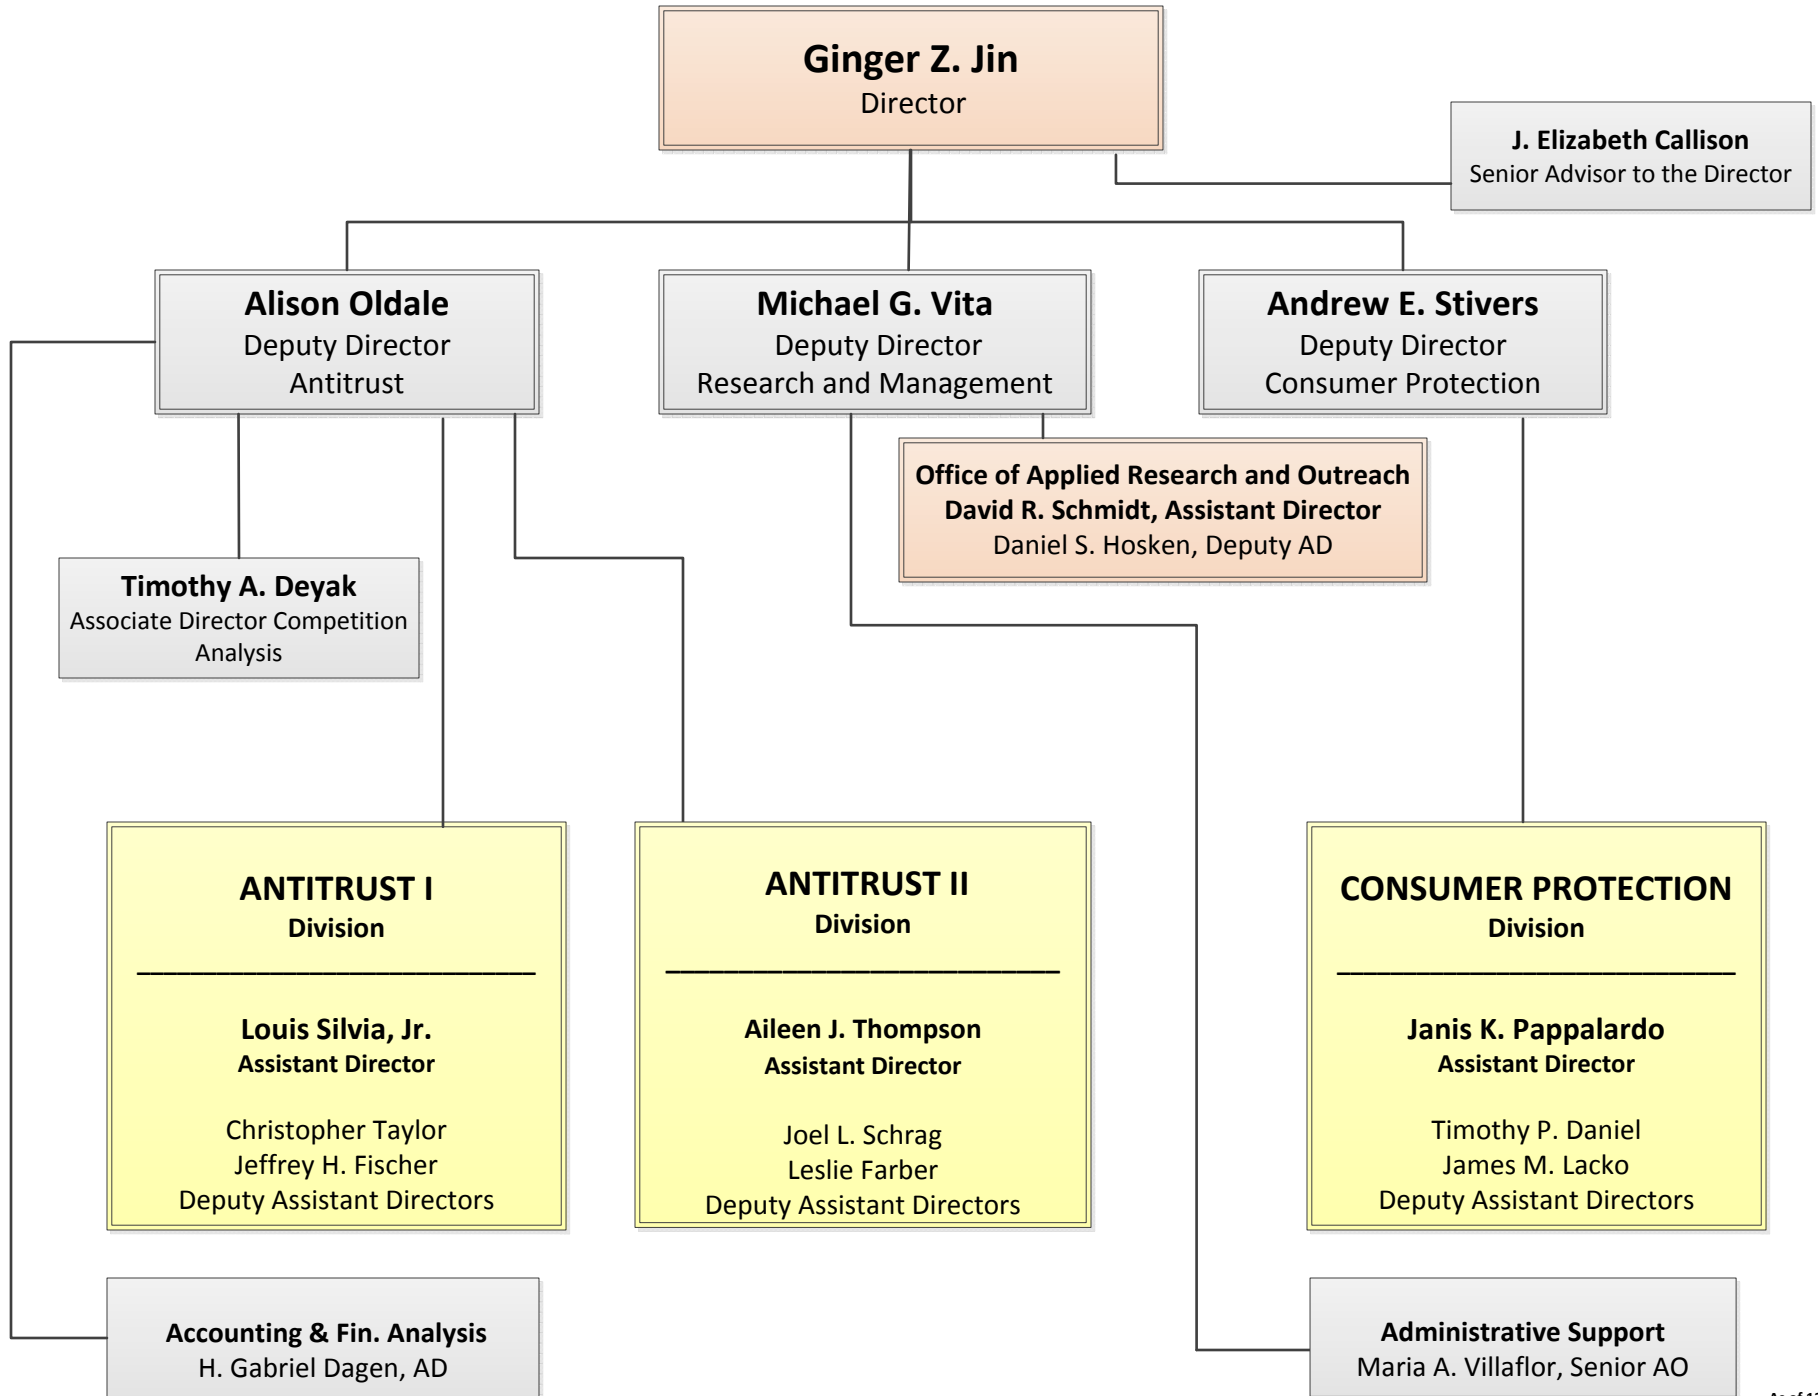 Ginger Z. Jin
Director
J. Elizabeth Callison
Senior Advisor to the Director
Alison Oldale
Deputy Director
Antitrust
Michael G. Vita
Deputy Director
Research and Management
Andrew E. Stivers
Deputy Director
Consumer Protection
Office of Applied Research and Outreach
David R. Schmidt, Assistant Director
Daniel S. Hosken, Deputy AD
Timothy A. Deyak
Associate Director Competition
Analysis
ANTITRUST I
Division
Louis Silvia, Jr.
Assistant Director
Christopher Taylor
Jeffrey H. Fischer
Deputy Assistant Directors
ANTITRUST II
Division
Aileen J. Thompson
Assistant Director
Joel L. Schrag
Leslie Farber
Deputy Assistant Directors
CONSUMER PROTECTION
Division
Janis K. Pappalardo
Assistant Director
Timothy P. Daniel
James M. Lacko
Deputy Assistant Directors
Accounting & Fin. Analysis
H. Gabriel Dagen, AD
Administrative Support
Maria A. Villaflor, Senior AO